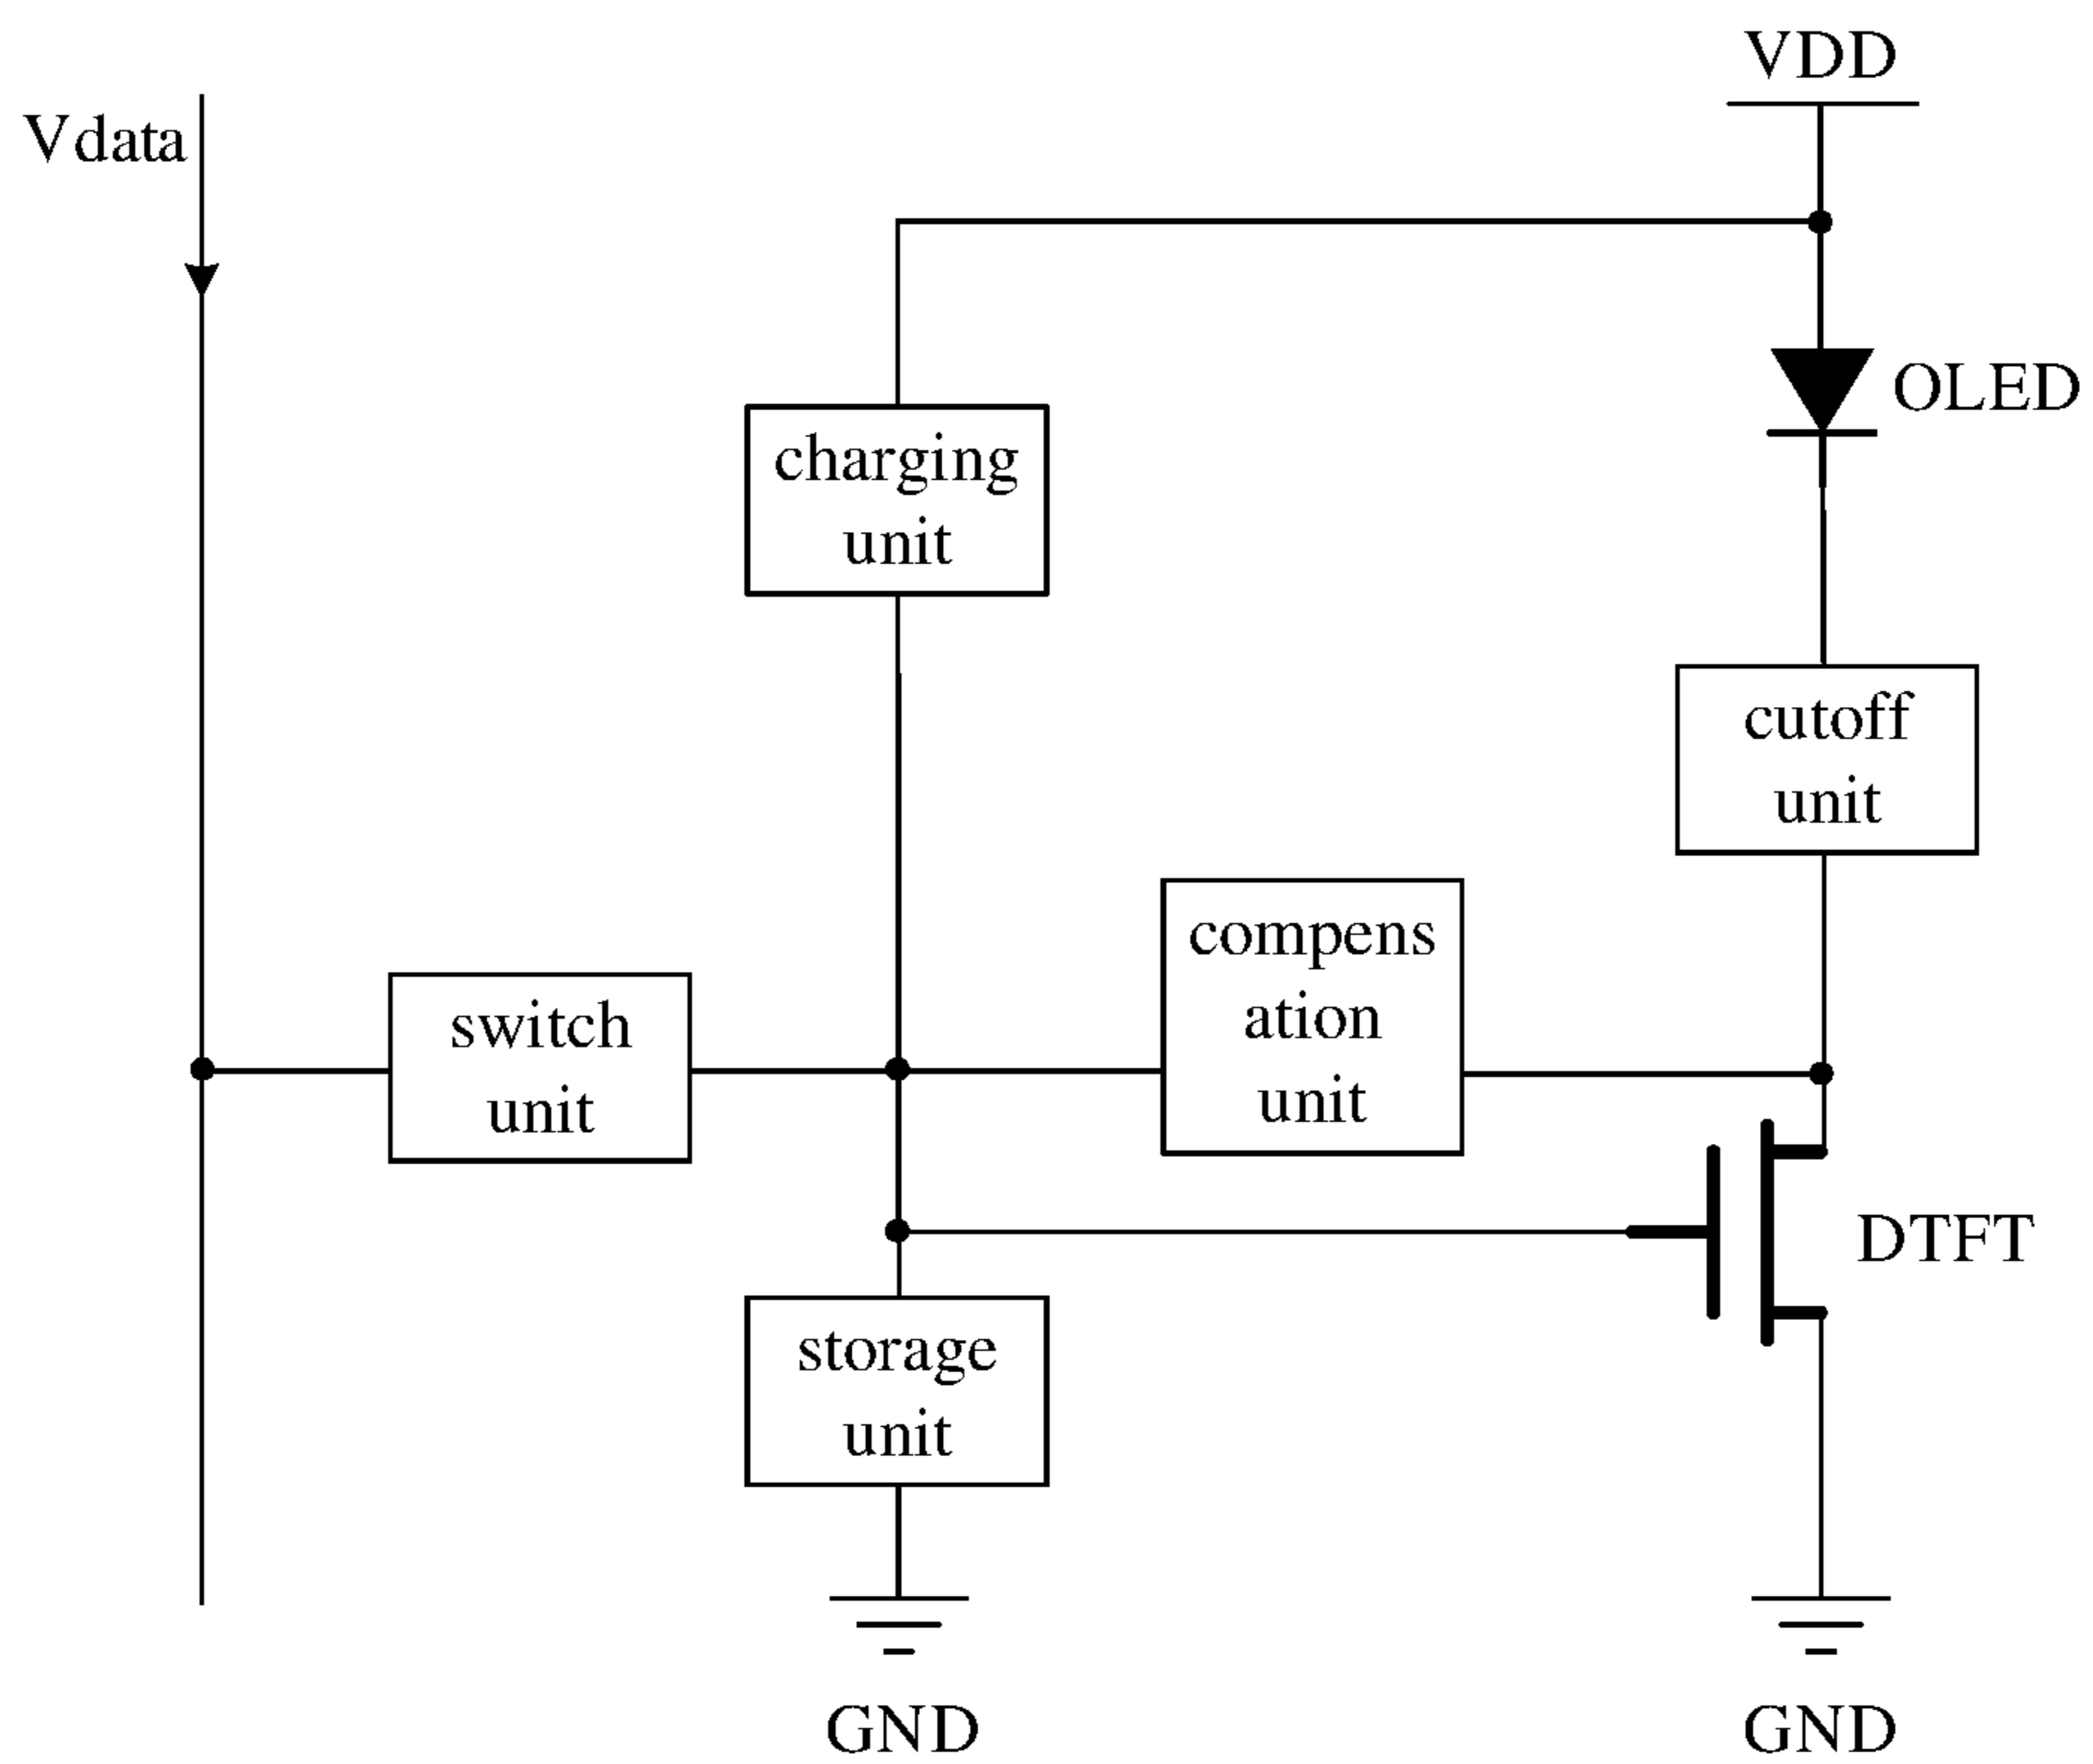 VDD
Vdata
OLED
charging
unit
cutoff
unit
compens
ation
unit
switch
unit
DTFT
storage
unit
GND
GND